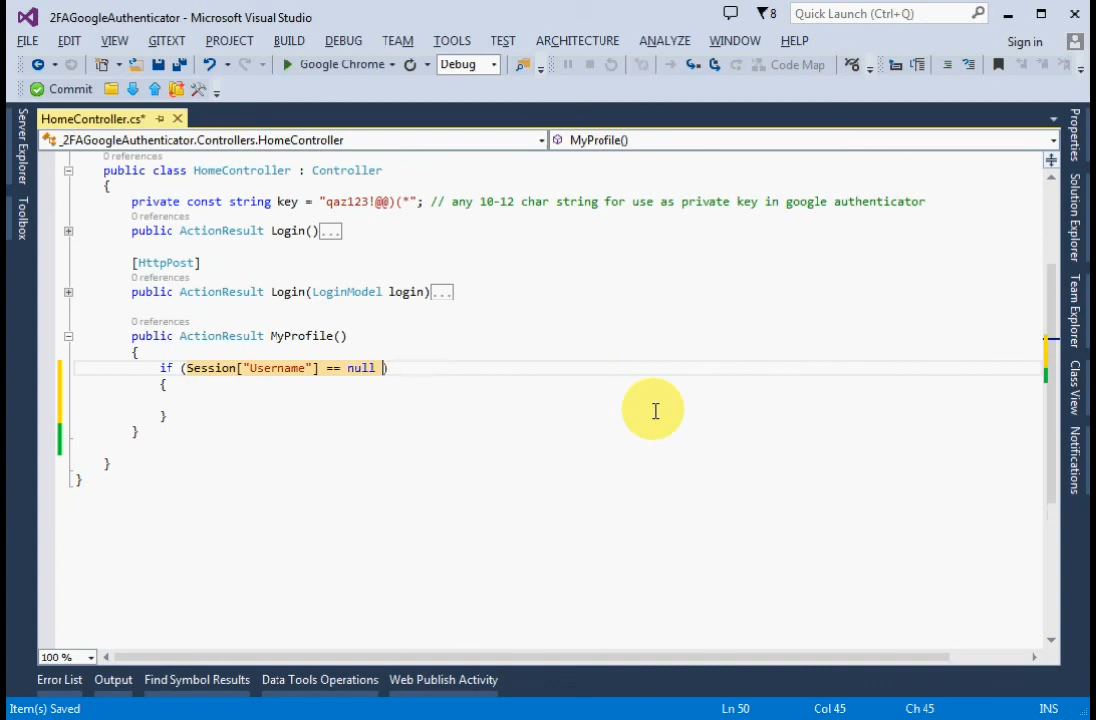 2FAGoogleAuthenticator - Microsoft Visual Studio
8
Quick Launch (Ctrl+Q)
FILE EDIT VIEW GITEXT PROJECT BUILD DEBUG TEAM TOOLS TEST ARCHITECTURE ANALYZE WINDOW HELP Sign in
Google Chrome Debug Code Map
Commit
HomeController.cs*
_2FAGoogleAuthenticator.Controllers.HomeController MyProfile()
Server Explorer
Toolbox
0 references
public class HomeController : Controller
{
private const string key = "qaz123!@@)(*"; // any 10-12 char string for use as private key in google authenticator
0 references
public ActionResult Login()...
[HttpPost]
0 references
public ActionResult Login(LoginModel login)...
0 references
public ActionResult MyProfile()
{
if (Session["Username"] == null )
{
}
}
}
}
Properties
Solution Explorer
Team Explorer
Class View
Notifications
100 %
Error List Output Find Symbol Results Data Tools Operations Web Publish Activity
Item(s) Saved Ln 50 Col 45 Ch 45 INS